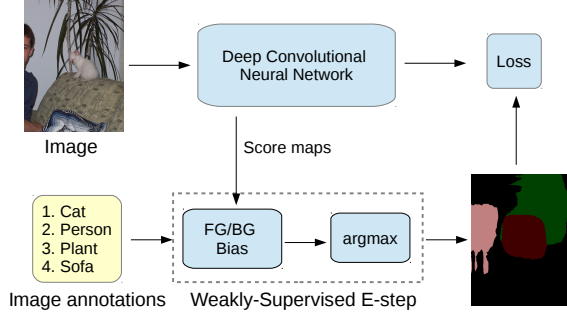 Deep Convolutional
Neural Network
Loss
Image
Score maps
1. Cat
2. Person
3. Plant
4. Sofa
FG/BG
Bias
argmax
Image annotations
Weakly-Supervised E-step